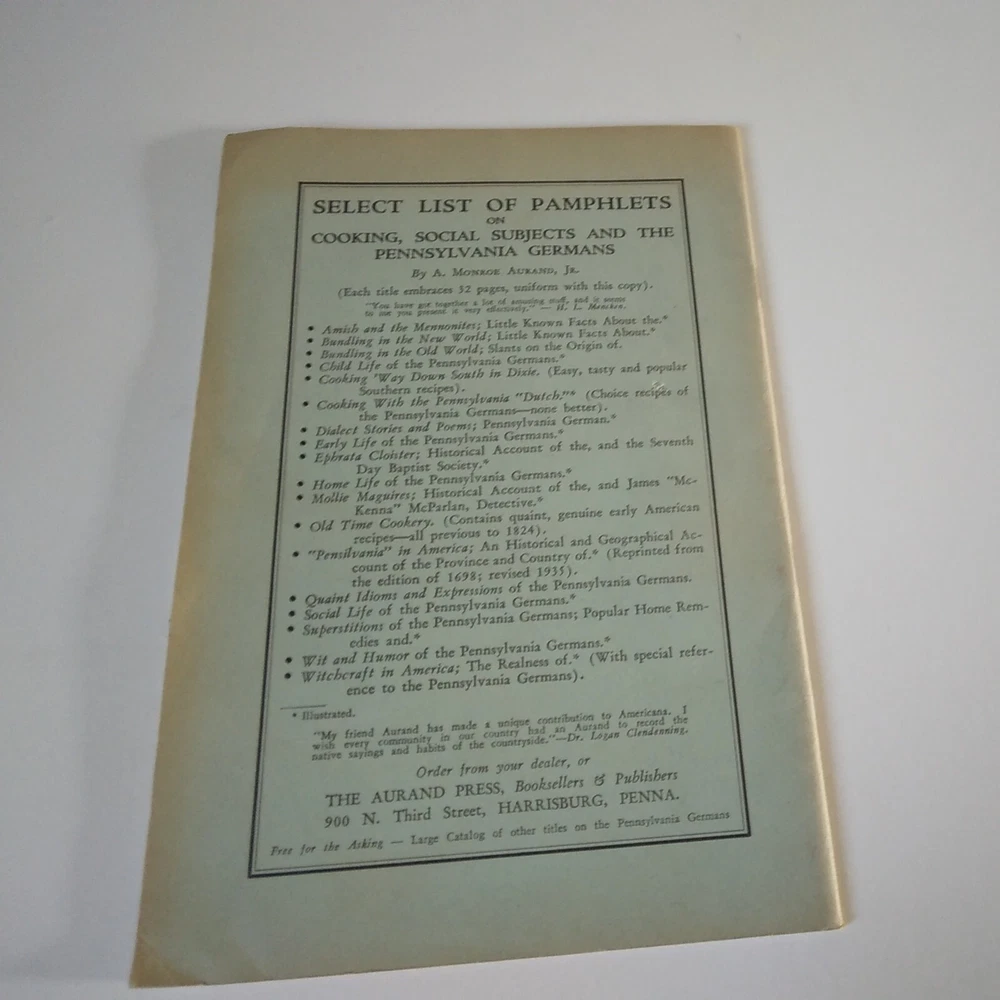 SELECT LIST OF PAMPHLETS
ON
COOKING, SOCIAL SUBJECTS AND THE
PENNSYLVANIA GERMANS
By A. MONROE AURAND, JR.
(Each title embraces 32 pages, uniform with this copy).
"You have got together a lot of amusing stuff, and it seems
to me you present it very effectively." — H. L. Mencken.
• Amish and the Mennonites; Little Known Facts About the.*
• Bundling in the New World; Little Known Facts About.*
• Bundling in the Old World; Slants on the Origin of.
• Child Life of the Pennsylvania Germans.*
• Cooking 'Way Down South in Dixie. (Easy, tasty and popular
Southern recipes).
• Cooking With the Pennsylvania "Dutch."* (Choice recipes of
the Pennsylvania Germans—none better).
• Dialect Stories and Poems; Pennsylvania German.*
• Early Life of the Pennsylvania Germans.*
• Ephrata Cloister; Historical Account of the, and the Seventh
Day Baptist Society.*
• Home Life of the Pennsylvania Germans.*
• Mollie Maguires; Historical Account of the, and James "Mc-
Kenna" McParlan, Detective.*
• Old Time Cookery. (Contains quaint, genuine early American
recipes—all previous to 1824).
• "Pensilvania" in America; An Historical and Geographical Ac-
count of the Province and Country of.* (Reprinted from
the edition of 1698; revised 1935).
• Quaint Idioms and Expressions of the Pennsylvania Germans.
• Social Life of the Pennsylvania Germans.*
• Superstitions of the Pennsylvania Germans; Popular Home Rem-
edies and.*
• Wit and Humor of the Pennsylvania Germans.*
• Witchcraft in America; The Realness of.* (With special refer-
ence to the Pennsylvania Germans).
* Illustrated.
"My friend Aurand has made a unique contribution to Americana. I
wish every community in our country had an Aurand to record the
native sayings and habits of the countryside."—Dr. Logan Clendenning.
Order from your dealer, or
THE AURAND PRESS, Booksellers & Publishers
900 N. Third Street, HARRISBURG, PENNA.
Free for the Asking — Large Catalog of other titles on the Pennsylvania Germans